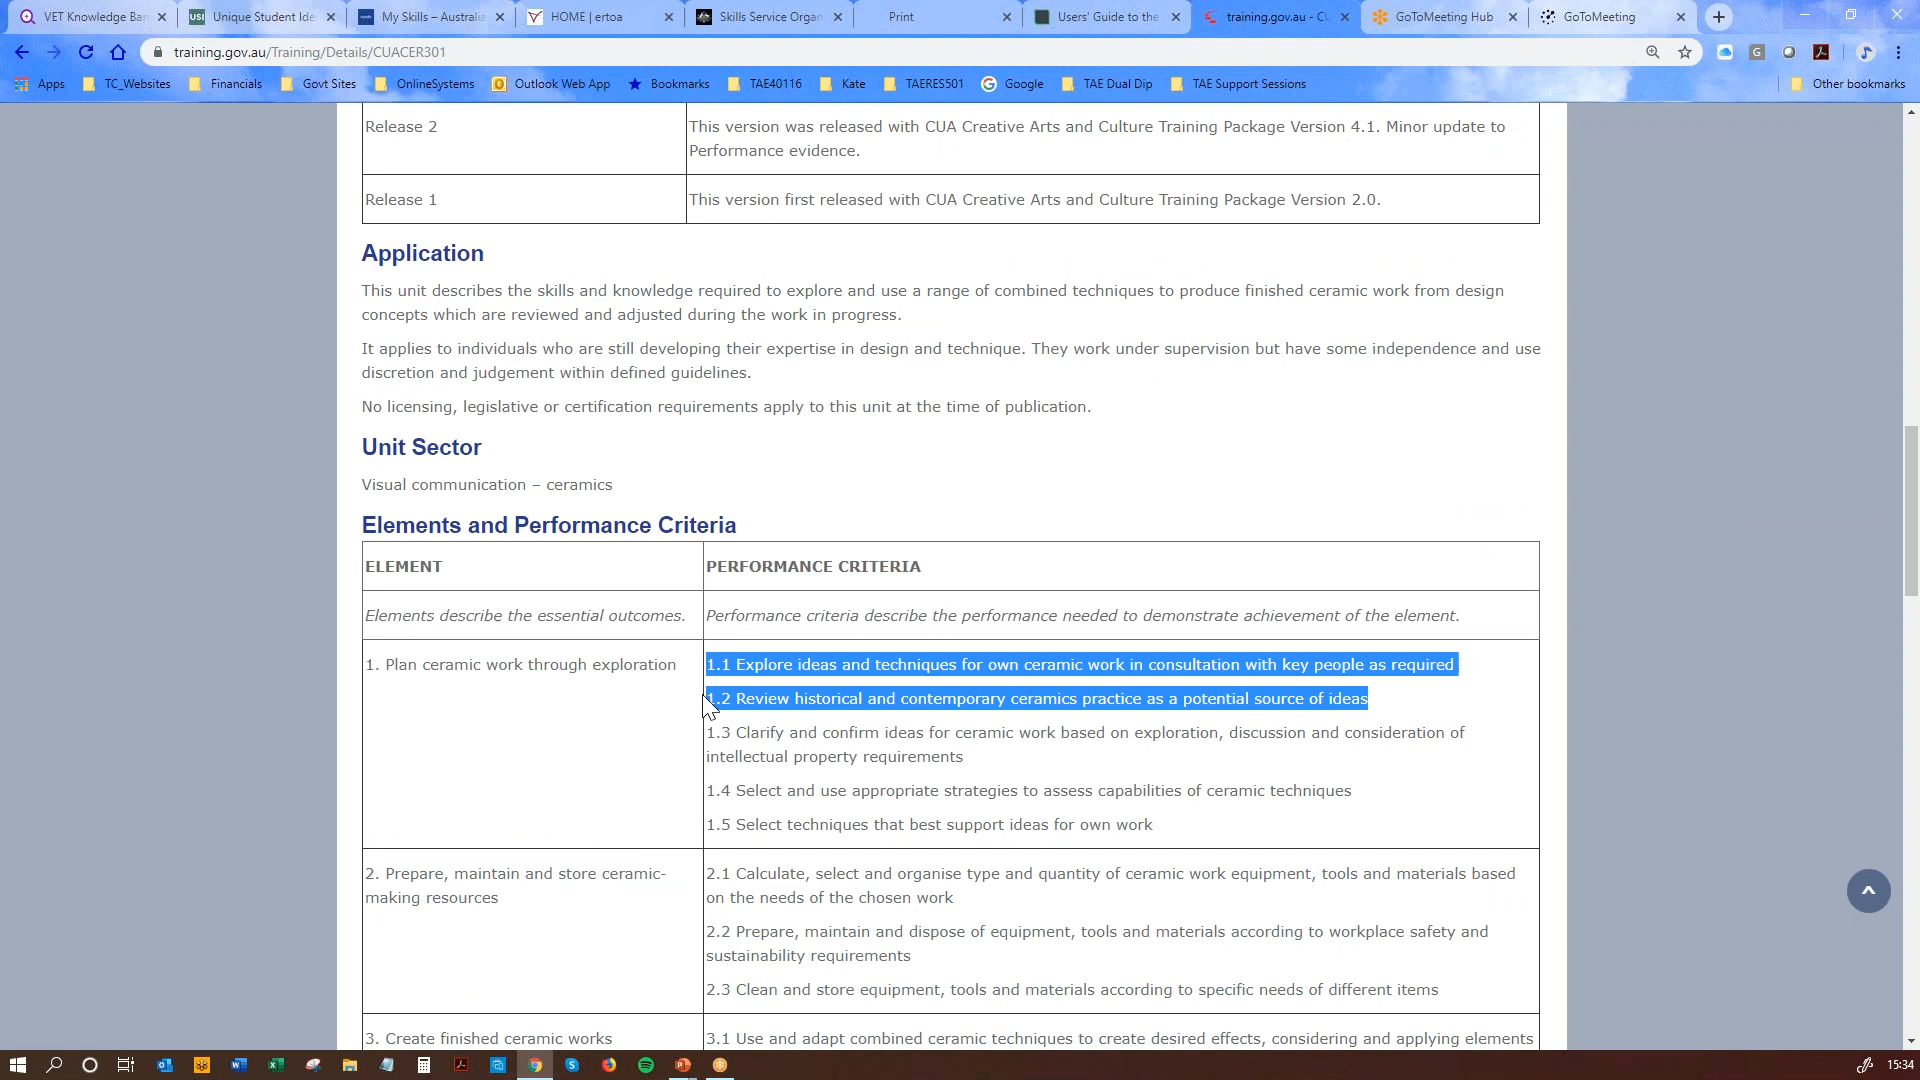 VET Knowledge Ban
Unique Student Ide
My Skills – Australia
HOME | ertoa
Skills Service Organ
Print
Users' Guide to the
training.gov.au - CU
GoToMeeting Hub
GoToMeeting
training.gov.au/Training/Details/CUACER301
Apps
TC_Websites
Financials
Govt Sites
OnlineSystems
Outlook Web App
Bookmarks
TAE40116
Kate
TAERES501
Google
TAE Dual Dip
TAE Support Sessions
Other bookmarks
Release 2
This version was released with CUA Creative Arts and Culture Training Package Version 4.1. Minor update to
Performance evidence.
Release 1
This version first released with CUA Creative Arts and Culture Training Package Version 2.0.
Application
This unit describes the skills and knowledge required to explore and use a range of combined techniques to produce finished ceramic work from design
concepts which are reviewed and adjusted during the work in progress.
It applies to individuals who are still developing their expertise in design and technique. They work under supervision but have some independence and use
discretion and judgement within defined guidelines.
No licensing, legislative or certification requirements apply to this unit at the time of publication.
Unit Sector
Visual communication – ceramics
Elements and Performance Criteria
ELEMENT
PERFORMANCE CRITERIA
Elements describe the essential outcomes.
Performance criteria describe the performance needed to demonstrate achievement of the element.
1. Plan ceramic work through exploration
1.1 Explore ideas and techniques for own ceramic work in consultation with key people as required
1.2 Review historical and contemporary ceramics practice as a potential source of ideas
1.3 Clarify and confirm ideas for ceramic work based on exploration, discussion and consideration of
intellectual property requirements
1.4 Select and use appropriate strategies to assess capabilities of ceramic techniques
1.5 Select techniques that best support ideas for own work
2. Prepare, maintain and store ceramic-
making resources
2.1 Calculate, select and organise type and quantity of ceramic work equipment, tools and materials based
on the needs of the chosen work
2.2 Prepare, maintain and dispose of equipment, tools and materials according to workplace safety and
sustainability requirements
2.3 Clean and store equipment, tools and materials according to specific needs of different items
3. Create finished ceramic works
3.1 Use and adapt combined ceramic techniques to create desired effects, considering and applying elements
15:34